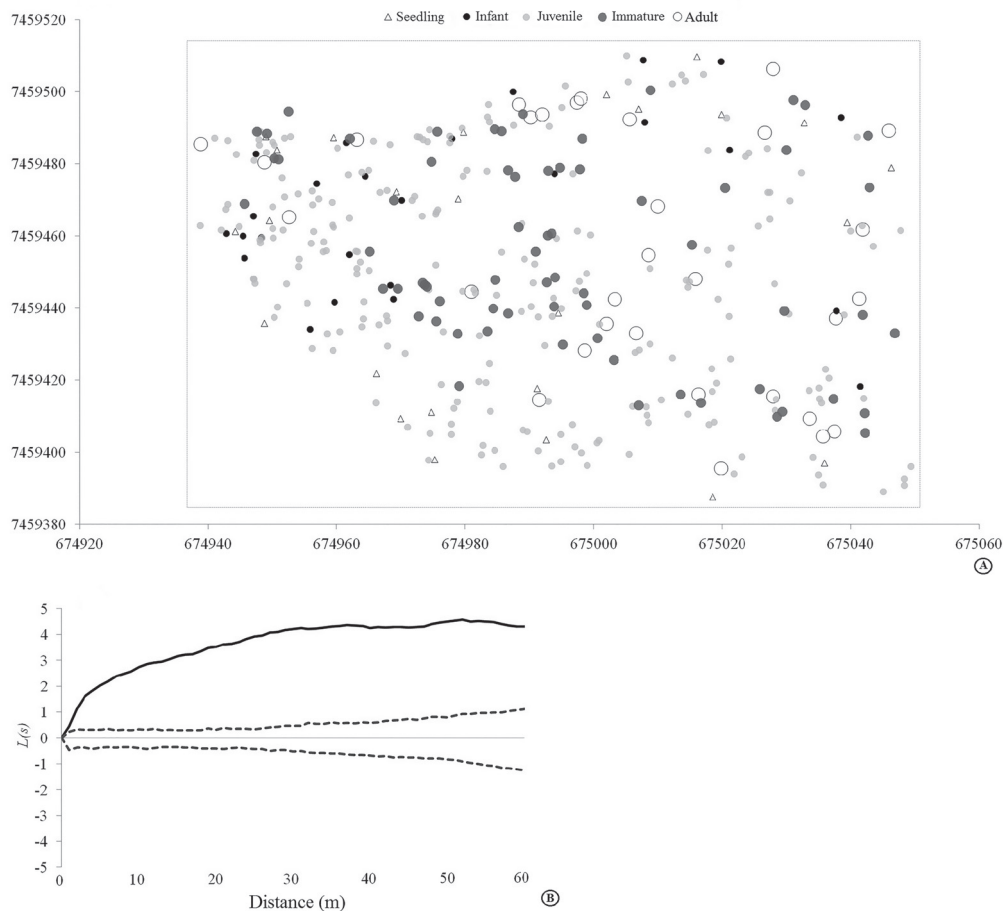 △ Seedling ● Infant ● Juvenile ● Immature ○ Adult
7459520
7459500
7459480
7459460
7459440
7459420
7459400
7459380
674920 674940 674960 674980 675000 675020 675040 675060
A
5
4
3
2
1
0
-1
-2
-3
-4
-5
L(s)
0 10 20 30 40 50 60
Distance (m)
B